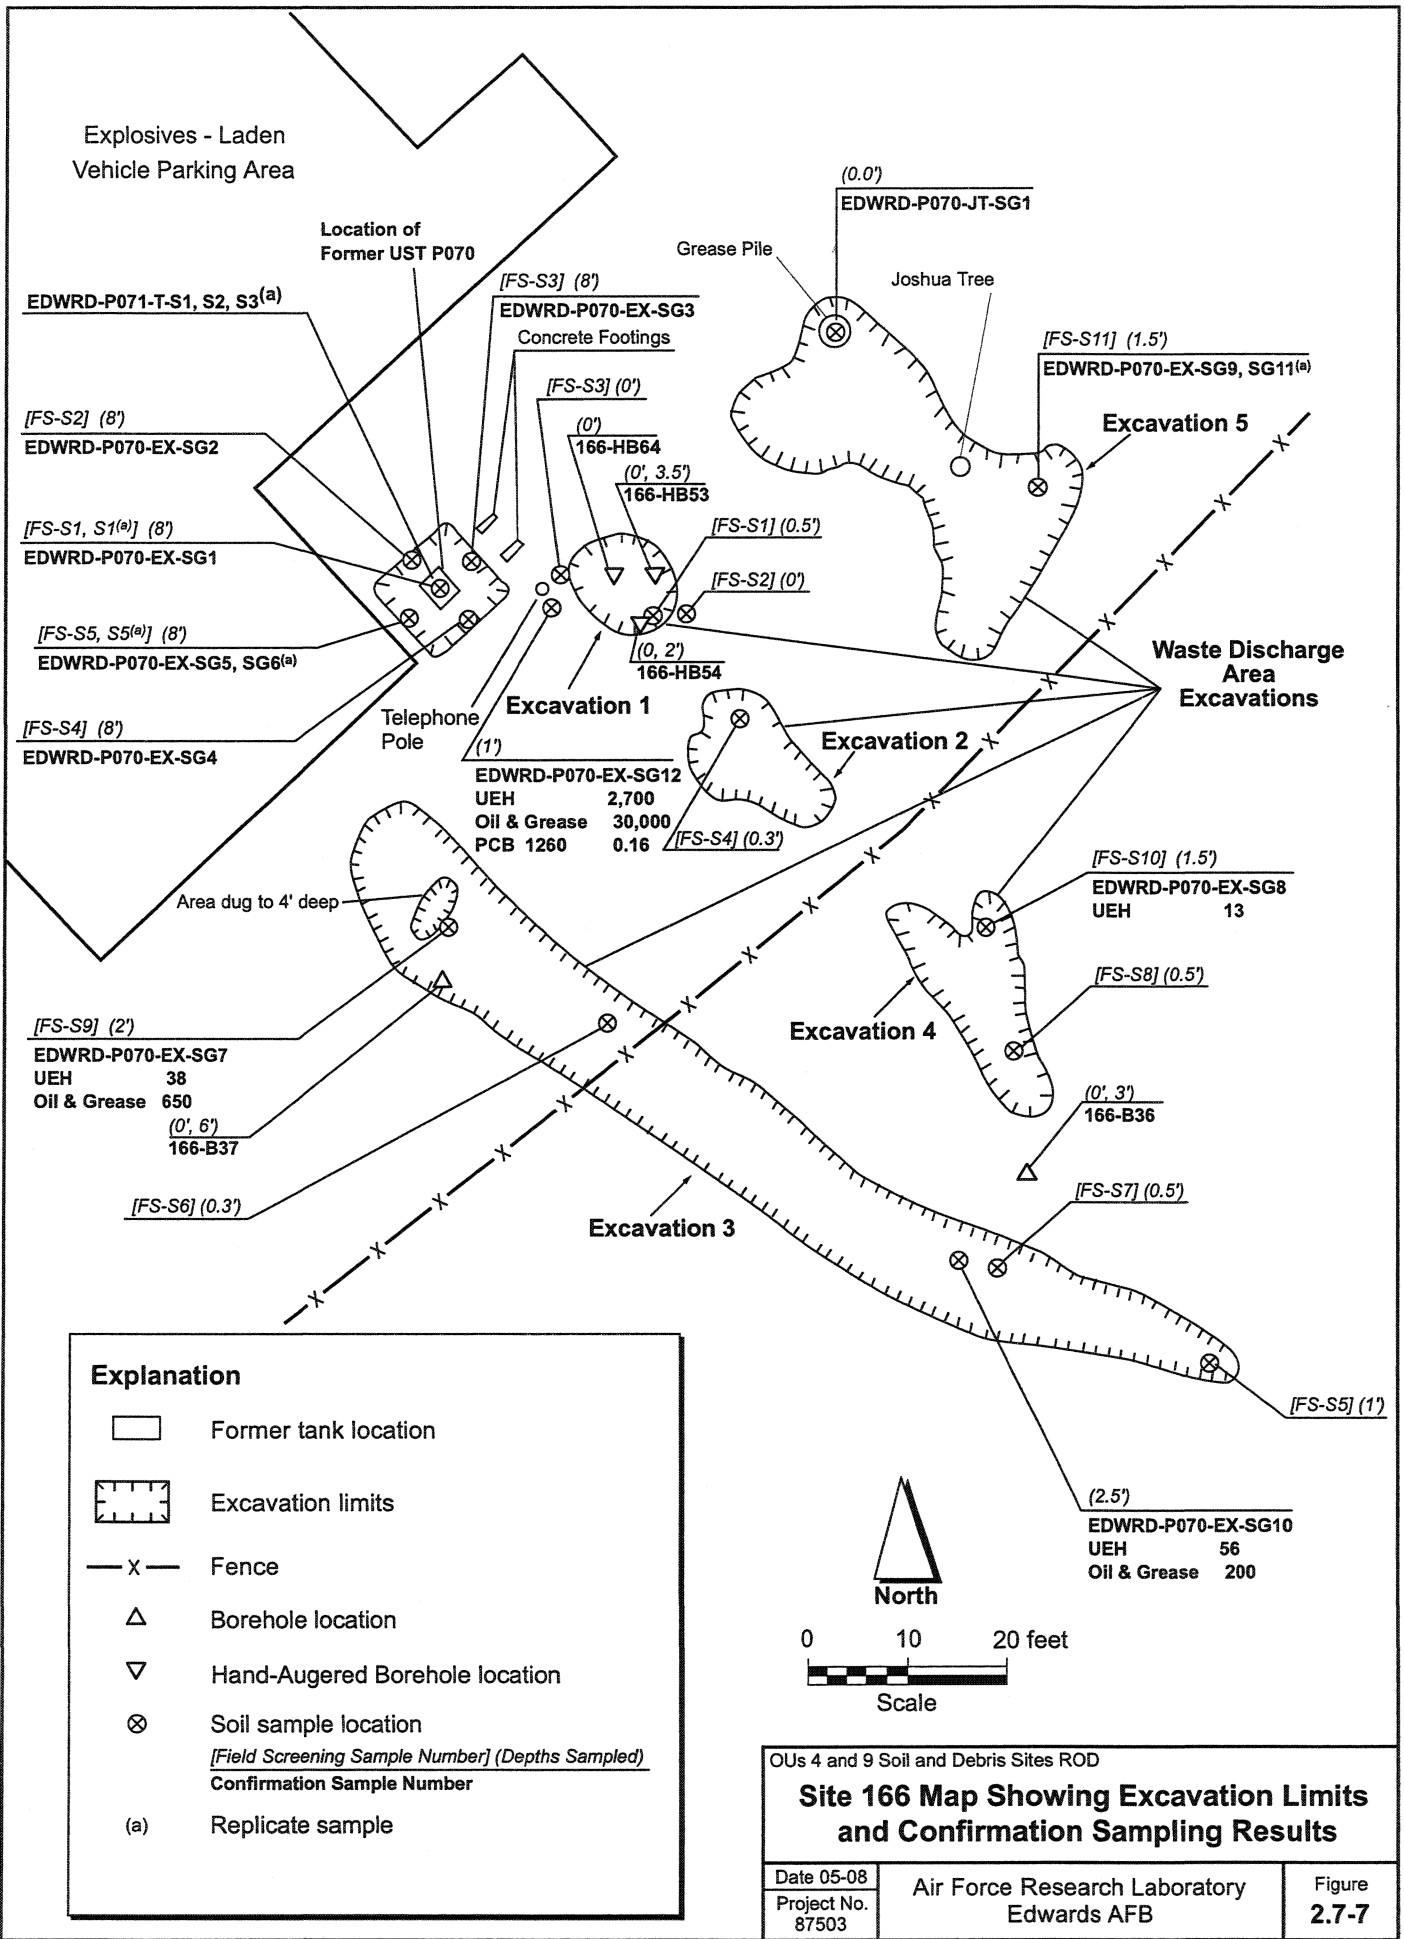 Explosives - Laden
Vehicle Parking Area
Location of
Former UST P070
EDWRD-P071-T-S1, S2, S3(a)
[FS-S3] (8')
EDWRD-P070-EX-SG3
Concrete Footings
[FS-S2] (8')
EDWRD-P070-EX-SG2
[FS-S1, S1(a)] (8')
EDWRD-P070-EX-SG1
[FS-S5, S5(a)] (8')
EDWRD-P070-EX-SG5, SG6(a)
[FS-S4] (8')
EDWRD-P070-EX-SG4
[FS-S3] (0')
(0')
166-HB64
(0', 3.5')
166-HB53
[FS-S1] (0.5')
[FS-S2] (0')
(0, 2')
166-HB54
Excavation 1
Telephone
Pole
(1')
EDWRD-P070-EX-SG12
UEH 2,700
Oil & Grease 30,000
PCB 1260 0.16
[FS-S4] (0.3')
Excavation 2
(0.0')
EDWRD-P070-JT-SG1
Grease Pile
Joshua Tree
[FS-S11] (1.5')
EDWRD-P070-EX-SG9, SG11(a)
Excavation 5
Waste Discharge
Area
Excavations
[FS-S10] (1.5')
EDWRD-P070-EX-SG8
UEH 13
[FS-S8] (0.5')
Excavation 4
(0', 3')
166-B36
Area dug to 4' deep
[FS-S9] (2')
EDWRD-P070-EX-SG7
UEH 38
Oil & Grease 650
(0', 6')
166-B37
[FS-S6] (0.3')
Excavation 3
[FS-S7] (0.5')
[FS-S5] (1')
(2.5')
EDWRD-P070-EX-SG10
UEH 56
Oil & Grease 200
X X X X X X X X X X X X X X X X X
Explanation
Former tank location
Excavation limits
X Fence
Borehole location
Hand-Augered Borehole location
Soil sample location
[Field Screening Sample Number] (Depths Sampled)
Confirmation Sample Number
(a) Replicate sample
North
0 10 20 feet
Scale
OUs 4 and 9 Soil and Debris Sites ROD
Site 166 Map Showing Excavation Limits
and Confirmation Sampling Results
Date 05-08
Project No.
87503
Air Force Research Laboratory
Edwards AFB
Figure
2.7-7